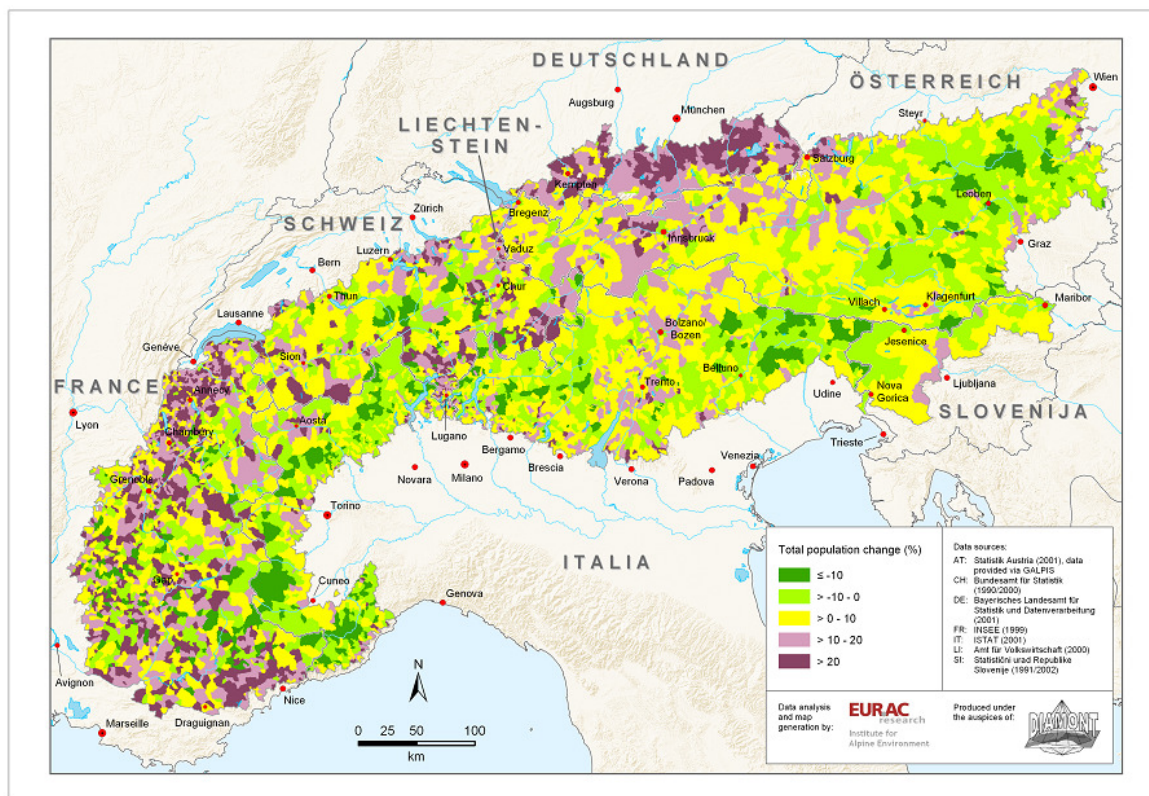 DEUTSCHLAND
ÖSTERREICH
Wien
Augsburg
München
Steyr
LIECHTEN-
STEIN
Salzburg
Kempten
Leoben
Zürich
Bregenz
SCHWEIZ
Innsbruck
Graz
Luzern
Vaduz
Bern
Chur
Thun
Villach
Klagenfurt
Maribor
Lausanne
Bolzano/
Bozen
Jesenice
Genève
Sion
Belluno
Ljubljana
FRANCE
Annecy
Trento
Udine
Nova
Gorica
Lyon
Aosta
SLOVENIJA
Chambéry
Lugano
Trieste
Bergamo
Brescia
Venezia
Grenoble
Novara
Milano
Verona
Padova
Torino
ITALIA
Gap
Cuneo
Genova
Avignon
Nice
Marseille
Draguignan
N
0 25 50 100
km
Total population change (%)
≤ -10
> -10 - 0
> 0 - 10
> 10 - 20
> 20
Data sources:
AT: Statistik Austria (2001), data
provided via GALPIS
CH: Bundesamt für Statistik
(1990/2000)
DE: Bayerisches Landesamt für
Statistik und Datenverarbeitung
(2001)
FR: INSEE (1999)
IT: ISTAT (2001)
LI: Amt für Volkswirtschaft (2000)
SI: Statistični urad Republike
Slovenije (1991/2002)
Data analysis
and map
generation by:
EURAC
research
Institute for
Alpine Environment
Produced under
the auspices of:
DIAMONT